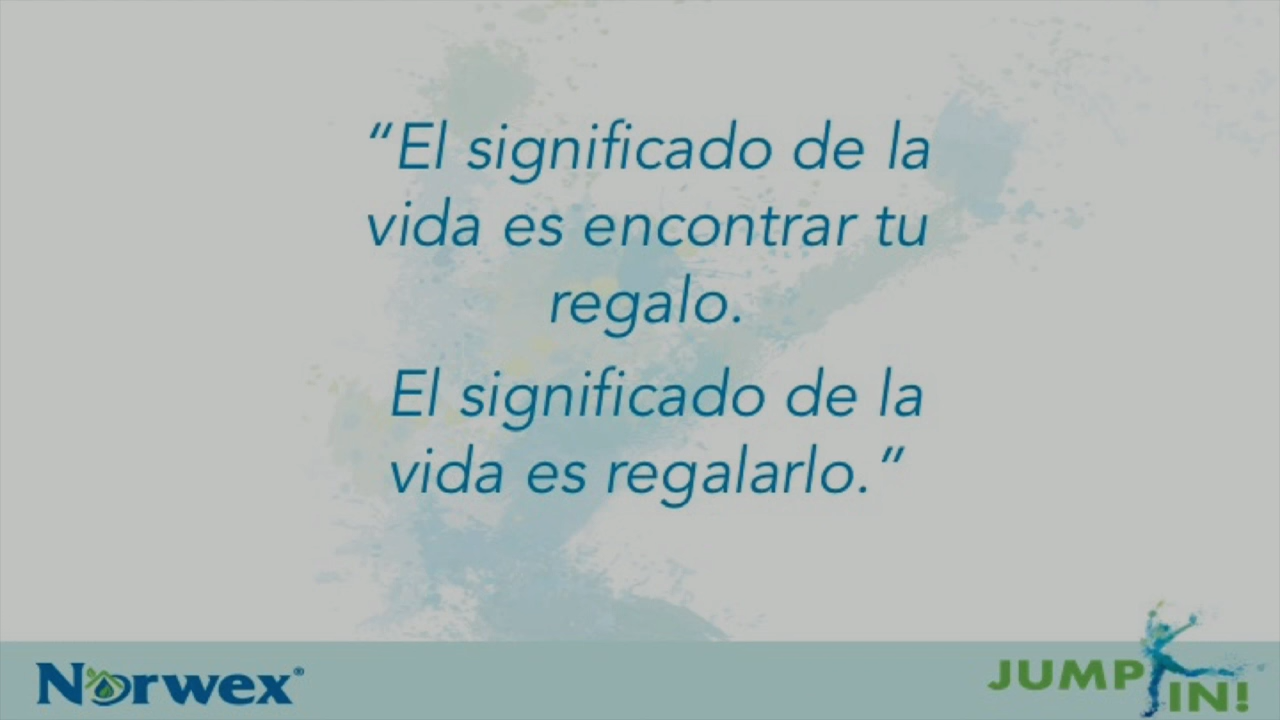 “El significado de la
vida es encontrar tu
regalo.
El significado de la
vida es regalarlo.”
Norwex®
JUMP IN!